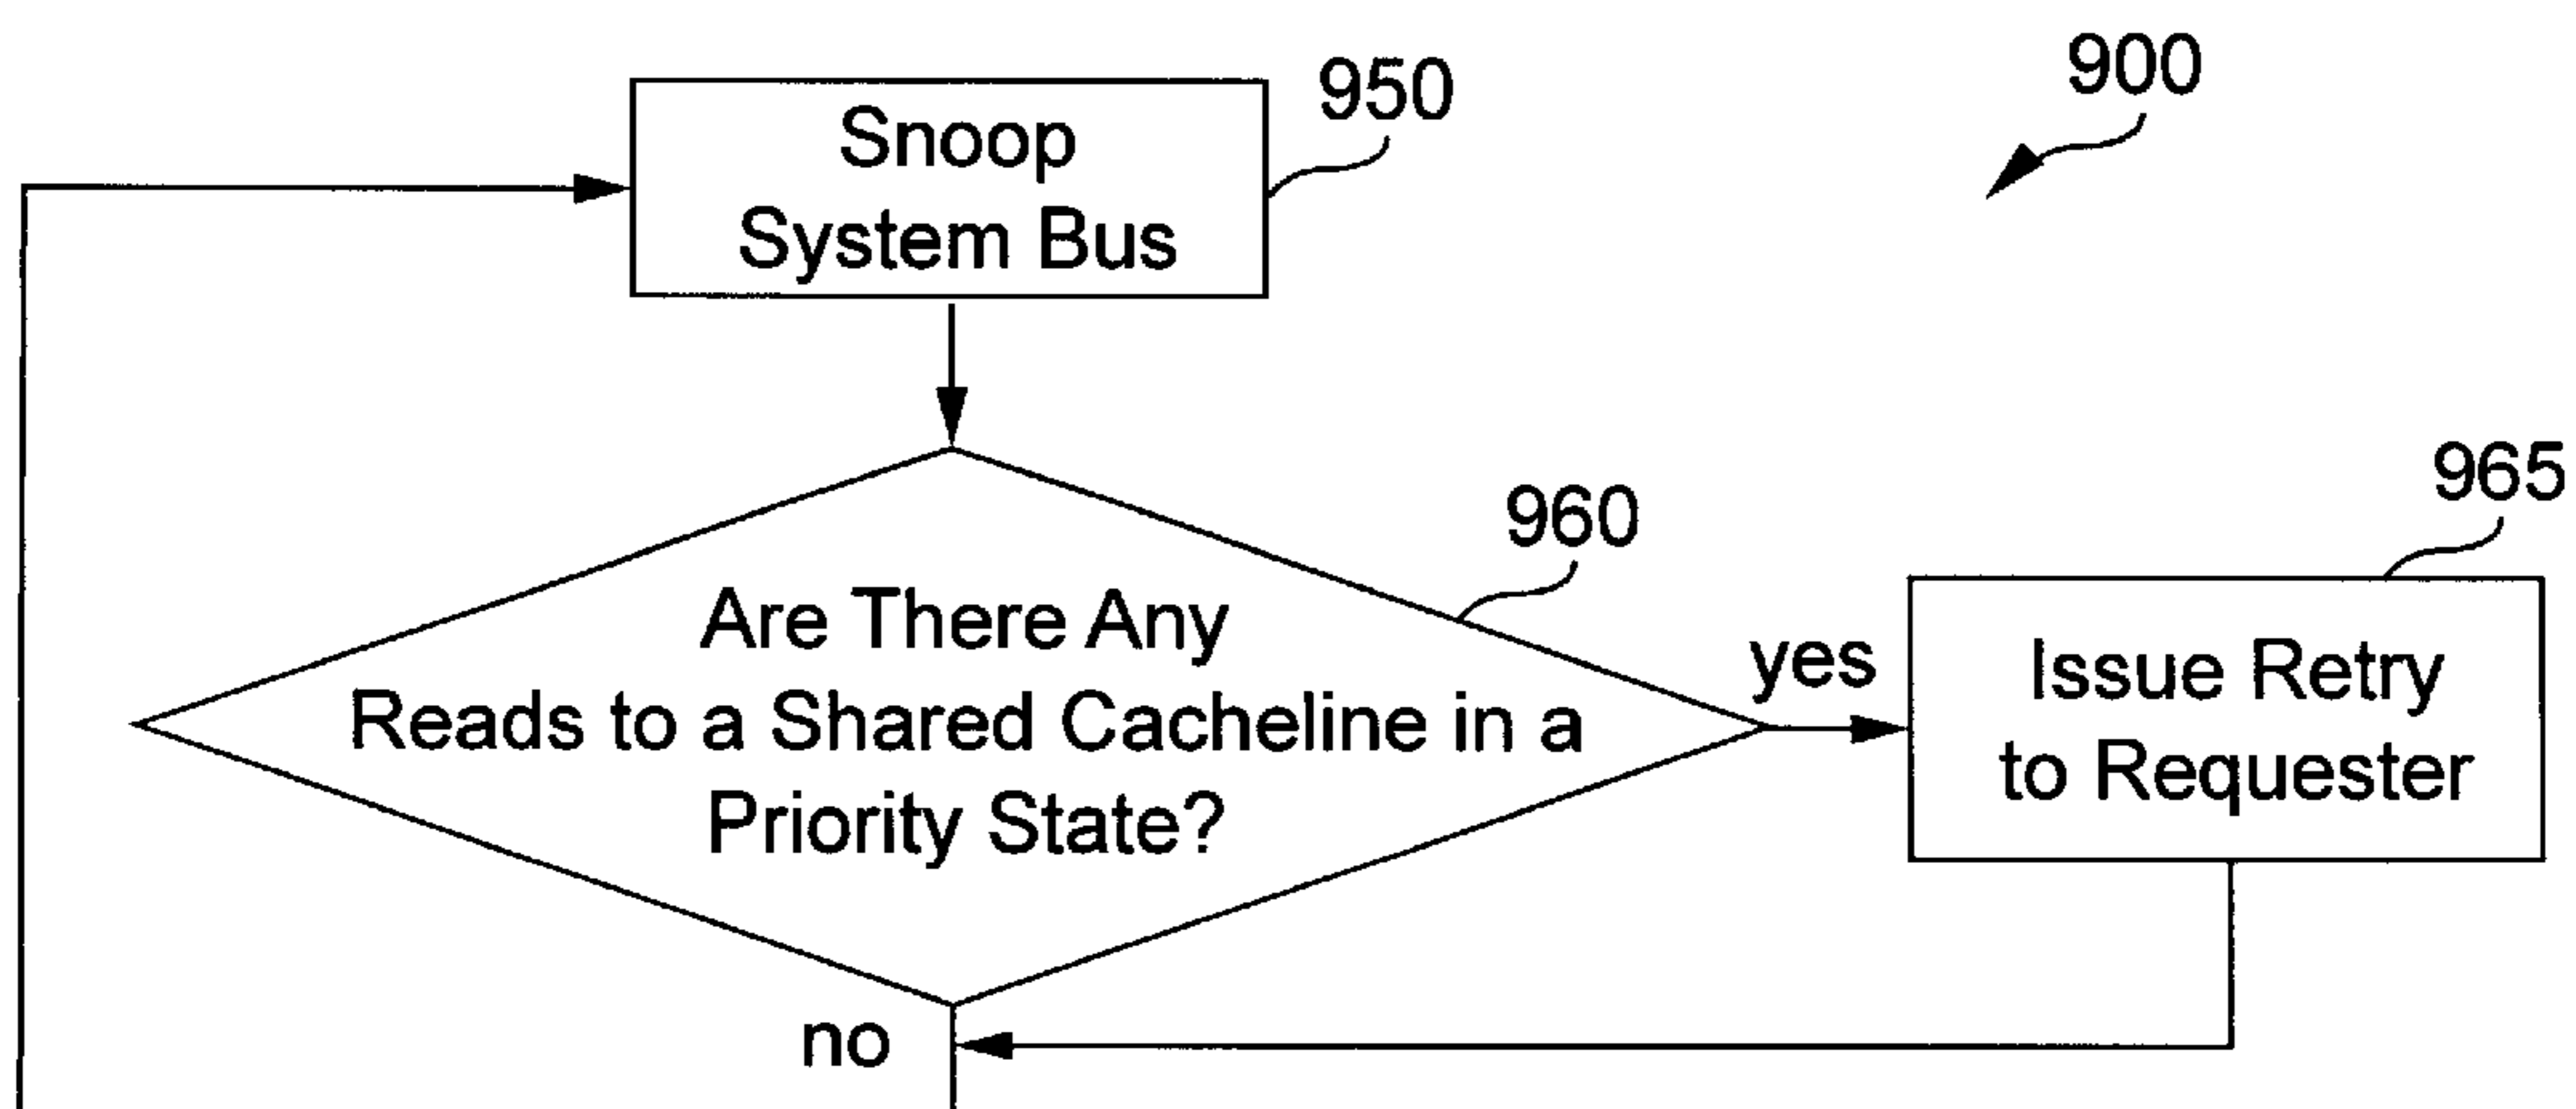 900
950
Snoop
System Bus
960
965
Are There Any
Reads to a Shared Cacheline in a
Priority State?
yes
Issue Retry
to Requester
no